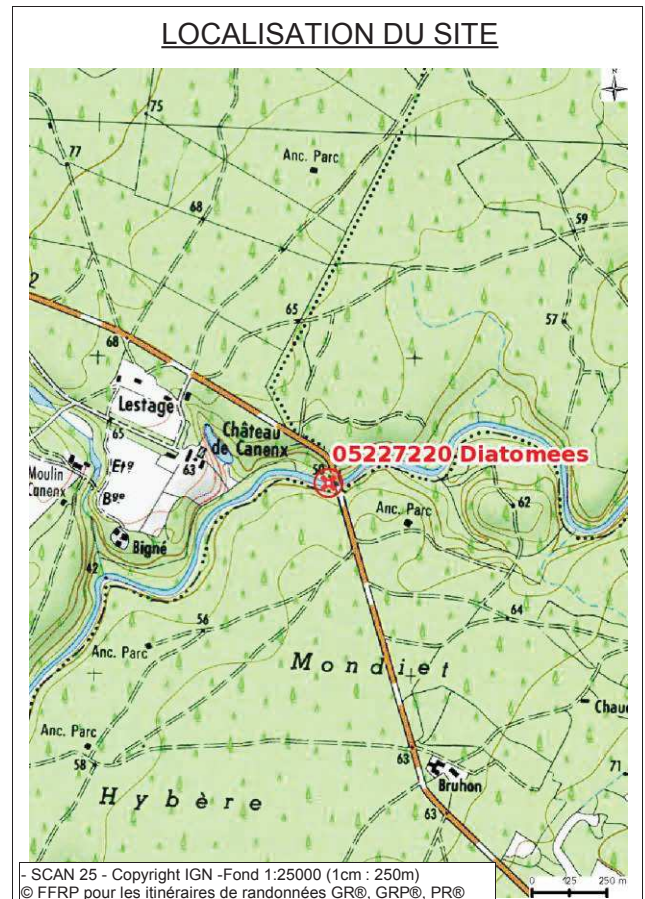 LOCALISATION DU SITE
75
77
Anc. Parc
68
59
2
65
57
68
Lestage
65
Château
de Canenx
05227220 Diatomees
63
Etg
Moulin
Canenx
Bge
62
Anc. Parc
Bigné
42
56
64
Anc. Parc
Mondiet
Chau
Anc. Parc
58
63
71
Bruhon
Hybère
63
- SCAN 25 - Copyright IGN -Fond 1:25000 (1cm : 250m)
© FFRP pour les itinéraires de randonnées GR®, GRP®, PR®
0 125 250 m